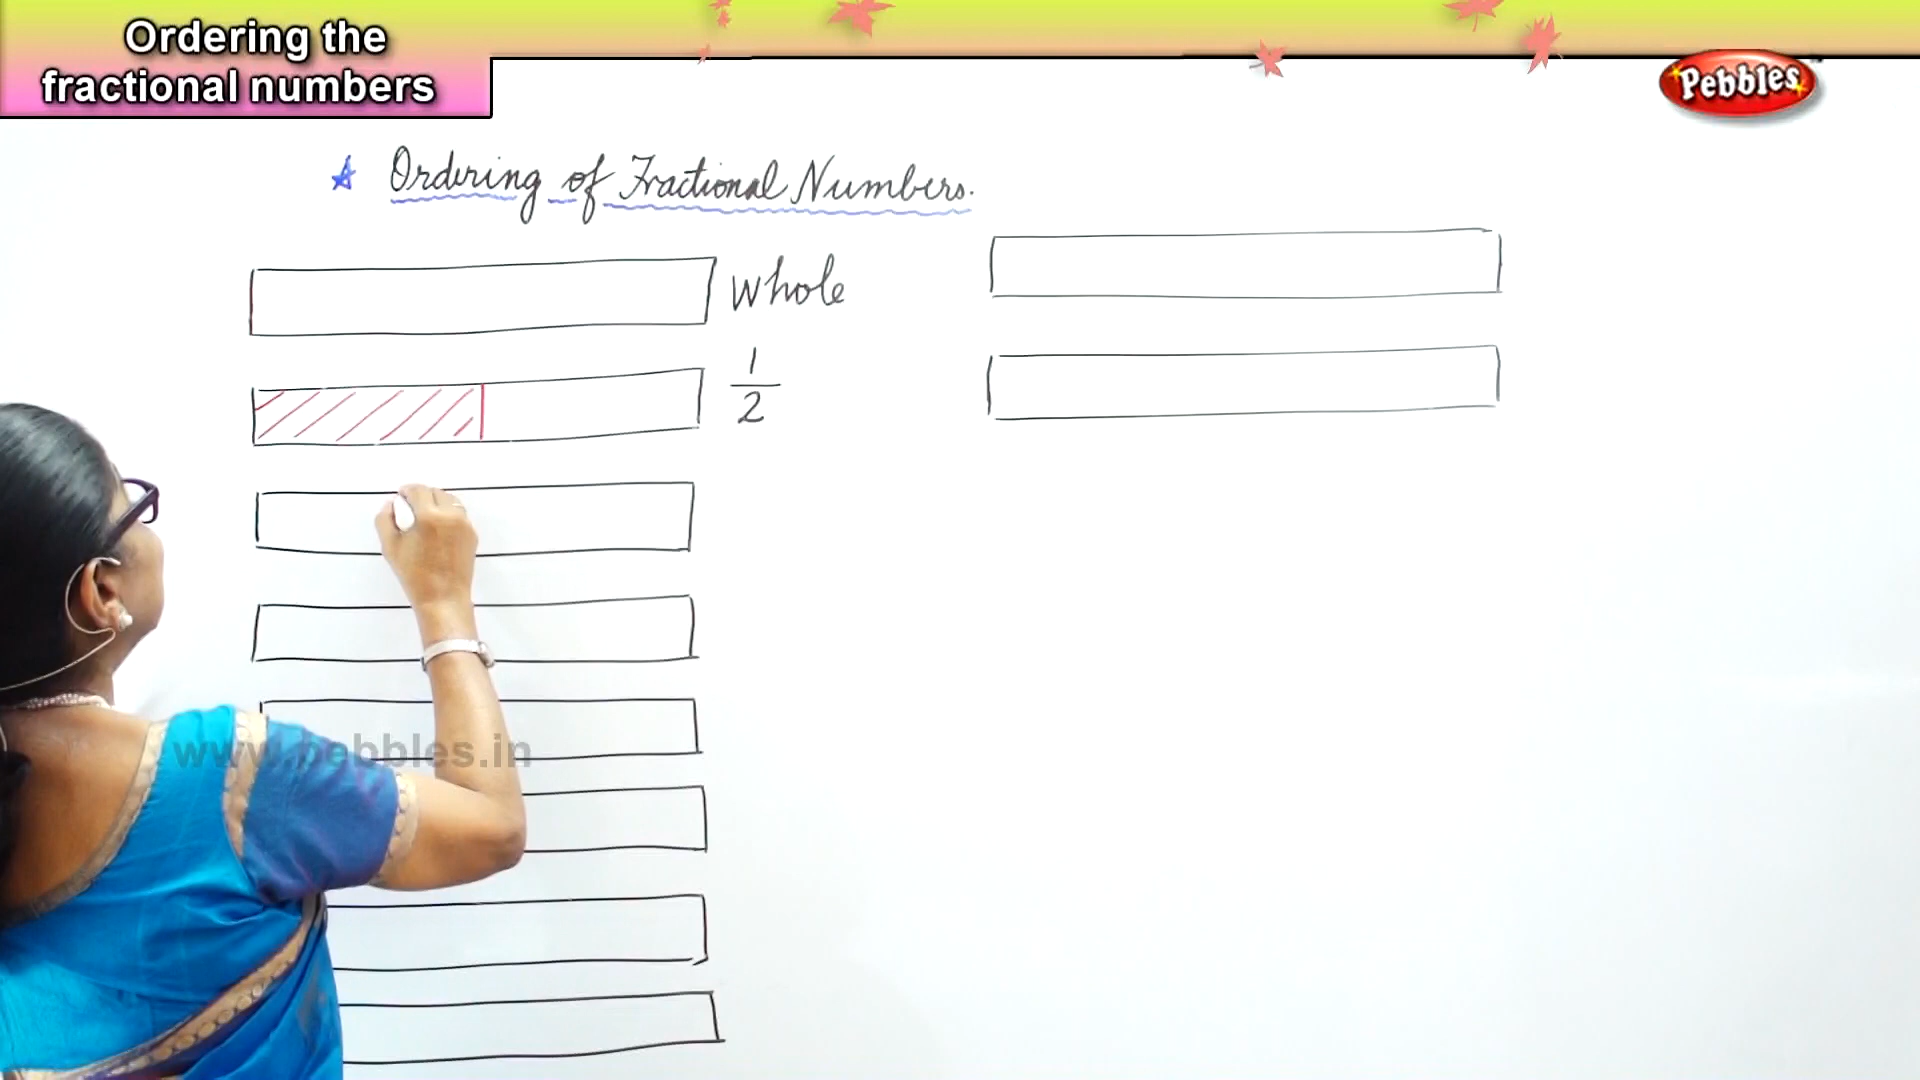 Ordering the
fractional numbers
Pebbles
Ordering of Fractional Numbers.
Whole
1
2
www.pebbles.in